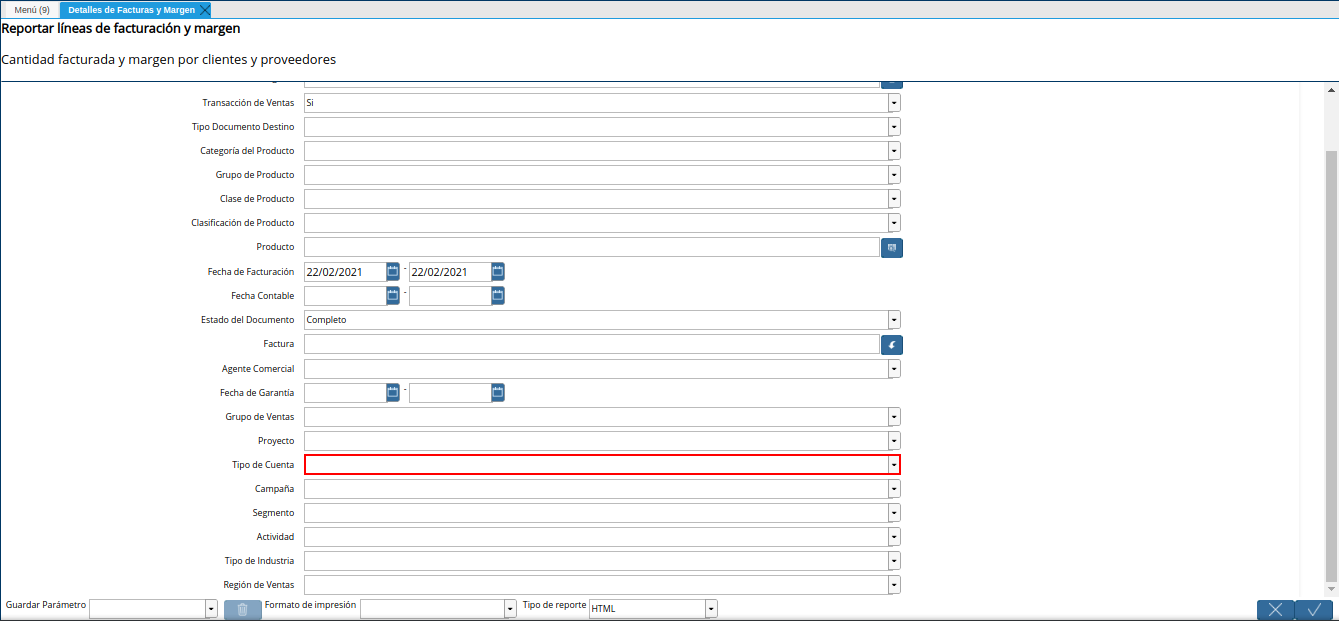 Menú (9) Detalles de Facturas y Margen
Reportar líneas de facturación y margen
Cantidad facturada y margen por clientes y proveedores
Transacción de Ventas Si
Tipo Documento Destino
Categoría del Producto
Grupo de Producto
Clase de Producto
Clasificación de Producto
Producto
Fecha de Facturación 22/02/2021 - 22/02/2021
Fecha Contable -
Estado del Documento Completo
Factura
Agente Comercial
Fecha de Garantía -
Grupo de Ventas
Proyecto
Tipo de Cuenta
Campaña
Segmento
Actividad
Tipo de Industria
Región de Ventas
Guardar Parámetro Formato de impresión Tipo de reporte HTML